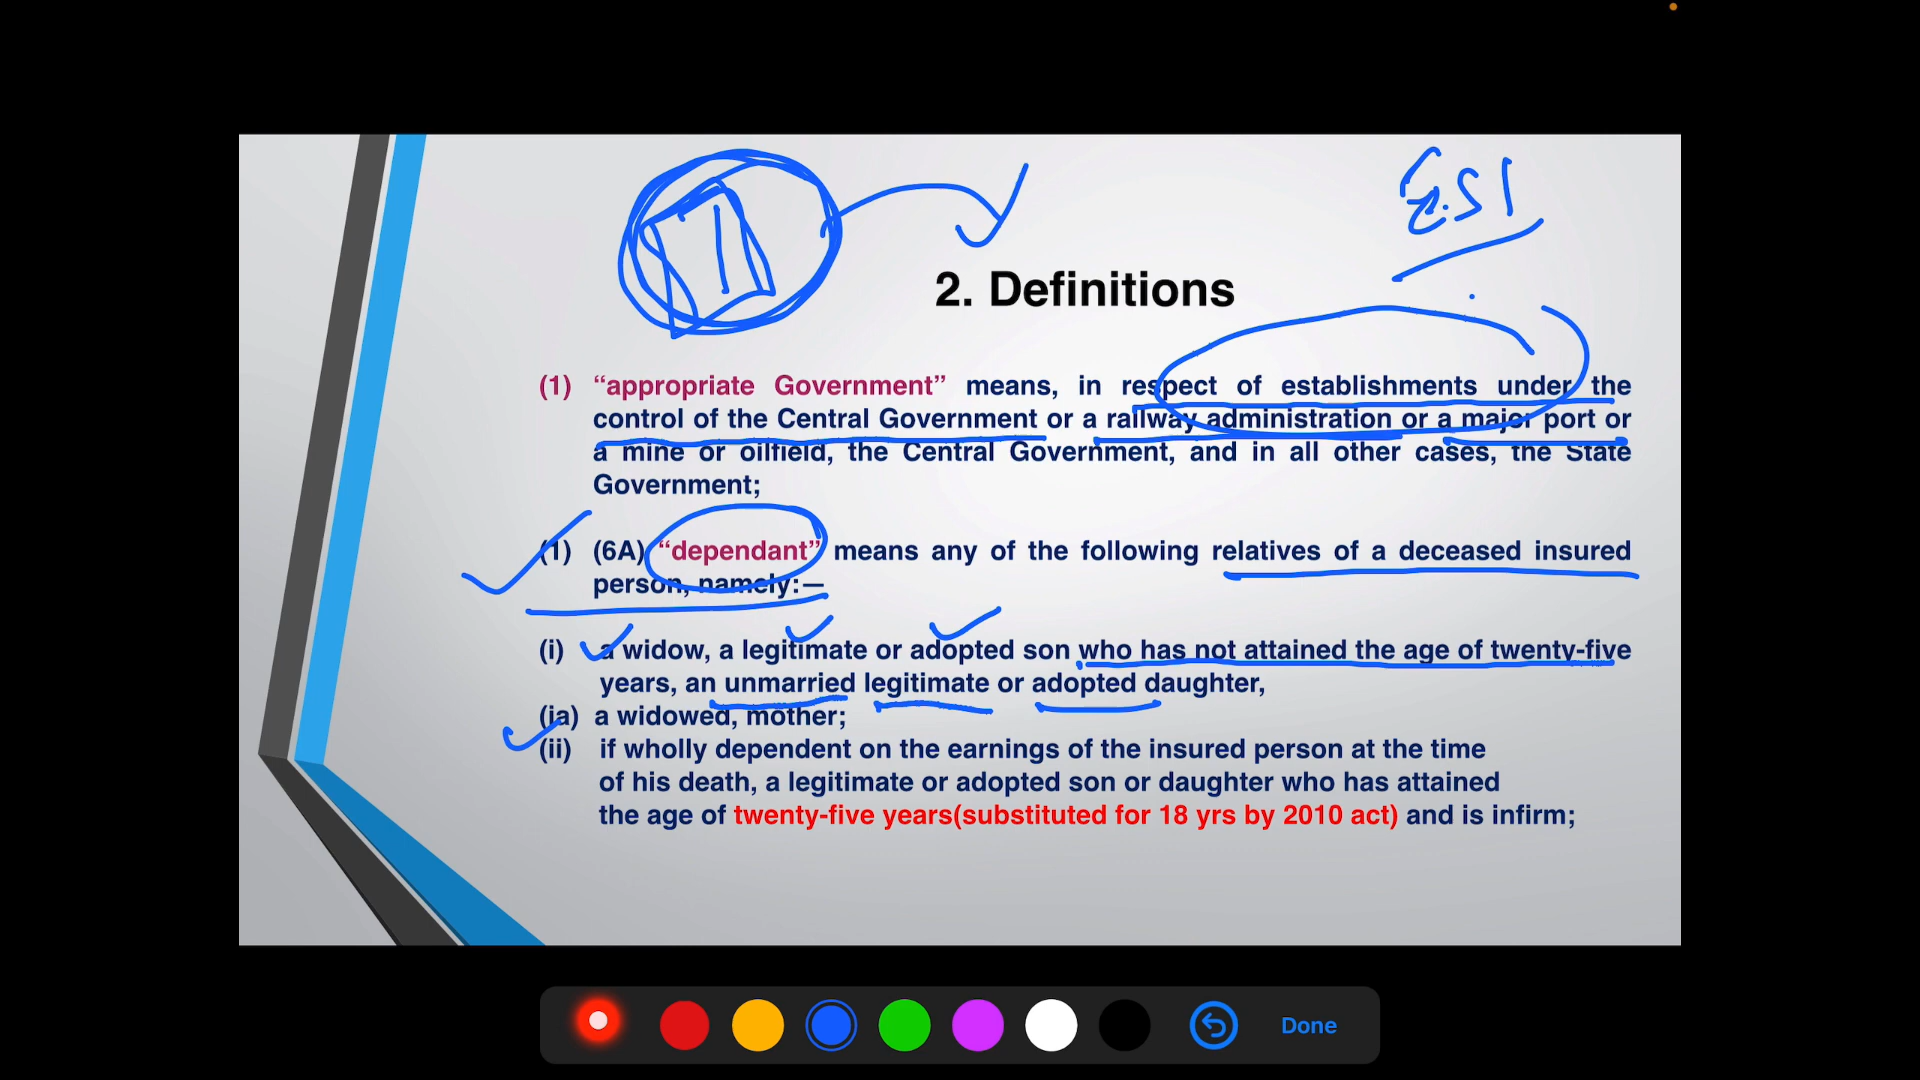 E.SI
2. Definitions
(1) “appropriate Government” means, in respect of establishments under the
control of the Central Government or a railway administration or a major port or
a mine or oilfield, the Central Government, and in all other cases, the State
Government;
(1) (6A) “dependant” means any of the following relatives of a deceased insured
person, namely:—
(i) a widow, a legitimate or adopted son who has not attained the age of twenty-five
years, an unmarried legitimate or adopted daughter,
(ia) a widowed, mother;
(ii) if wholly dependent on the earnings of the insured person at the time
of his death, a legitimate or adopted son or daughter who has attained
the age of twenty-five years(substituted for 18 yrs by 2010 act) and is infirm;
Done